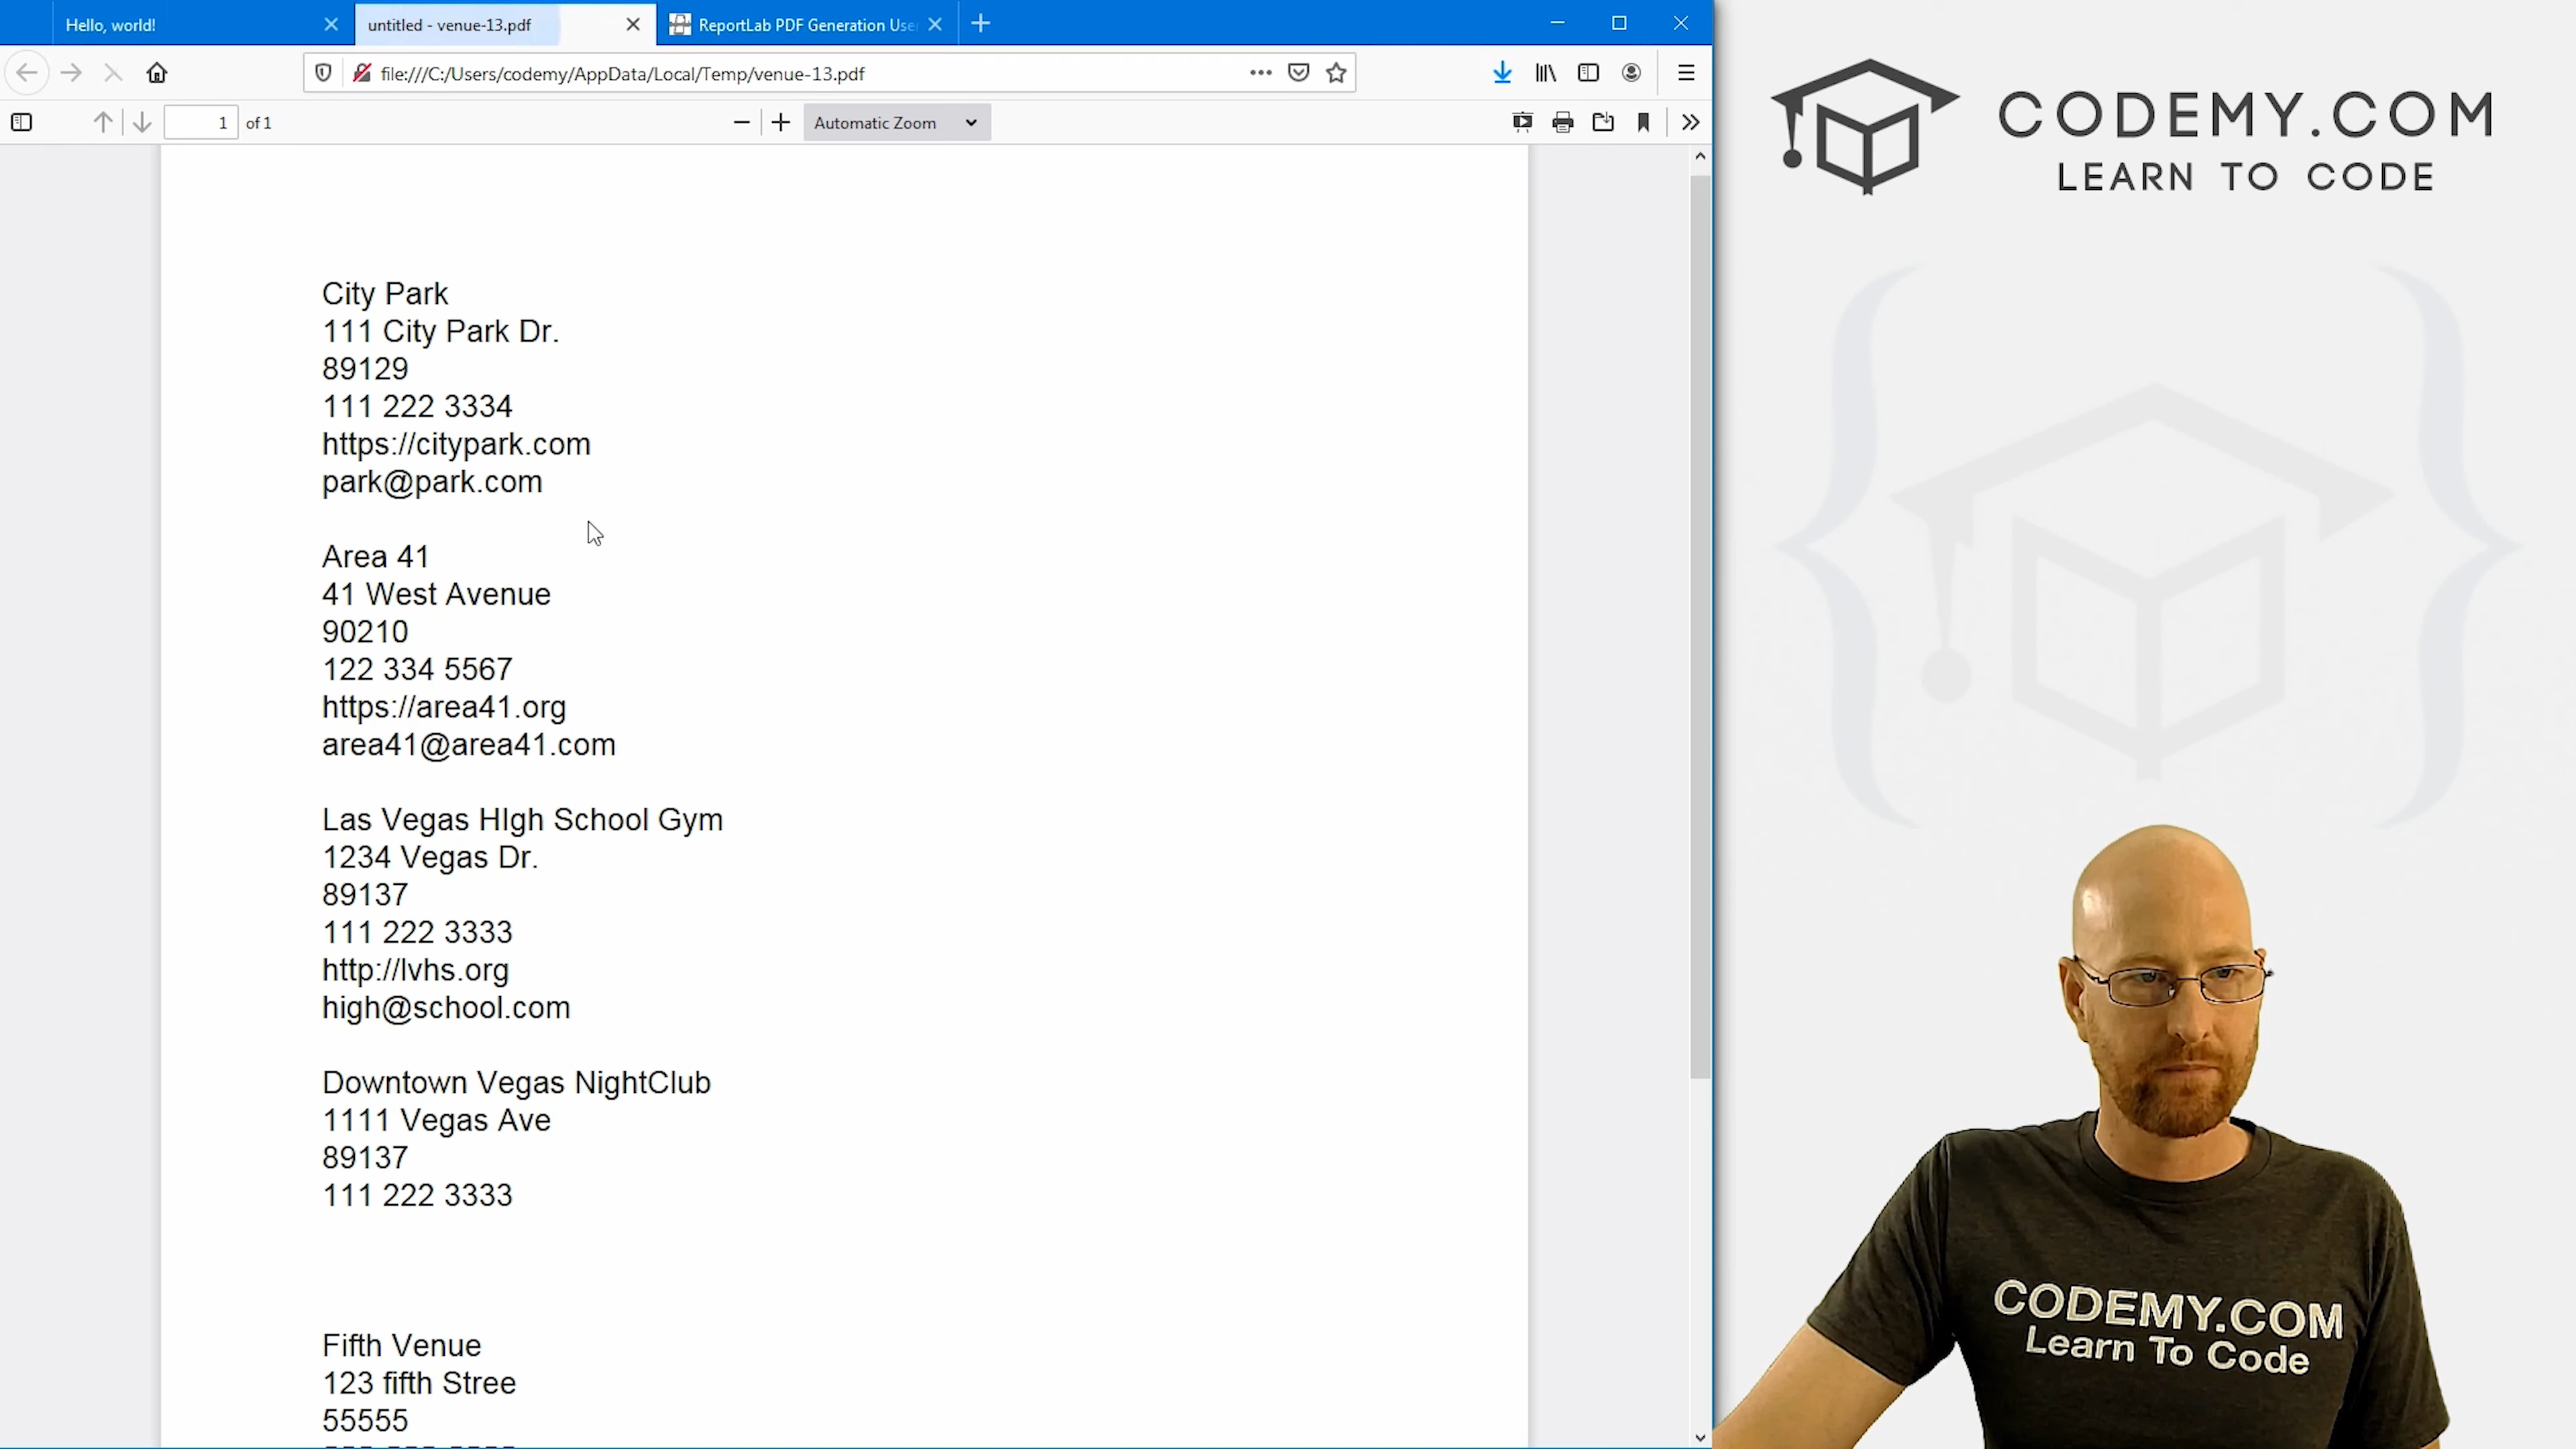 Hello, world!
untitled - venue-13.pdf
ReportLab PDF Generation Use
file:///C:/Users/codemy/AppData/Local/Temp/venue-13.pdf
1 of 1
Automatic Zoom
City Park
111 City Park Dr.
89129
111 222 3334
https://citypark.com
park@park.com
Area 41
41 West Avenue
90210
122 334 5567
https://area41.org
area41@area41.com
Las Vegas HIgh School Gym
1234 Vegas Dr.
89137
111 222 3333
http://lvhs.org
high@school.com
Downtown Vegas NightClub
1111 Vegas Ave
89137
111 222 3333
Fifth Venue
123 fifth Stree
55555
CODEMY.COM
LEARN TO CODE
CODEMY.COM
Learn To Code